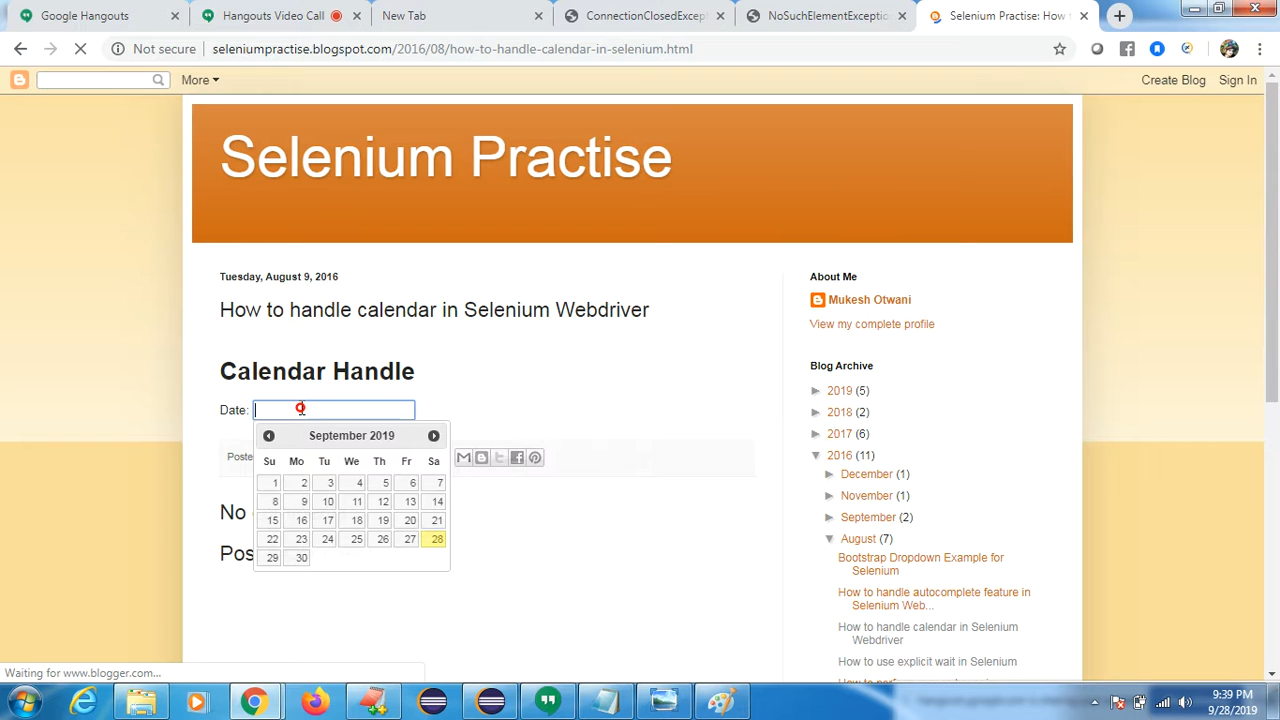 Google Hangouts
Hangouts Video Call
New Tab
ConnectionClosedExcep
NoSuchElementExceptio
Selenium Practise: How
Not secure
seleniumpractise.blogspot.com/2016/08/how-to-handle-calendar-in-selenium.html
More
Create Blog
Sign In
Selenium Practise
Tuesday, August 9, 2016
How to handle calendar in Selenium Webdriver
Calendar Handle
Date:
September 2019
Su Mo Tu We Th Fr Sa
1 2 3 4 5 6 7
8 9 10 11 12 13 14
15 16 17 18 19 20 21
22 23 24 25 26 27 28
29 30
Poste
No
Pos
About Me
Mukesh Otwani
View my complete profile
Blog Archive
► 2019 (5)
► 2018 (2)
► 2017 (6)
▼ 2016 (11)
► December (1)
► November (1)
► September (2)
▼ August (7)
Bootstrap Dropdown Example for
Selenium
How to handle autocomplete feature in
Selenium Web...
How to handle calendar in Selenium
Webdriver
How to use explicit wait in Selenium
Waiting for www.blogger.com...
9:39 PM
9/28/2019